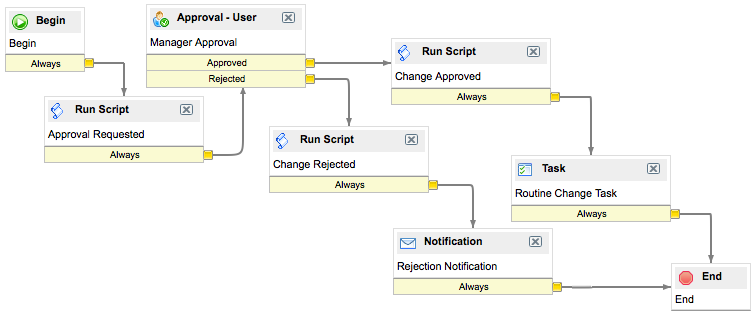 Begin
Begin
Always
Approval - User
Manager Approval
Approved
Rejected
Run Script
Approval Requested
Always
Run Script
Change Approved
Always
Run Script
Change Rejected
Always
Task
Routine Change Task
Always
Notification
Rejection Notification
Always
End
End